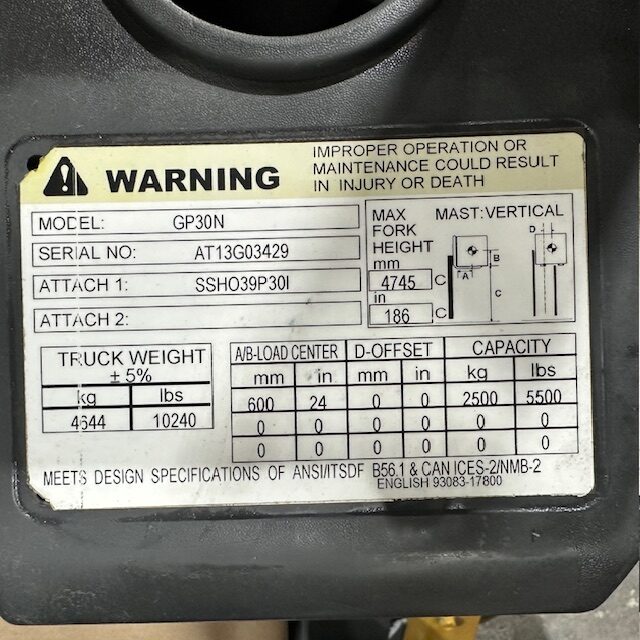 WARNING
IMPROPER OPERATION OR
MAINTENANCE COULD RESULT
IN INJURY OR DEATH
MODEL: GP30N
SERIAL NO: AT13G03429
ATTACH 1: SSHO39P30I
ATTACH 2:
MAX
FORK
HEIGHT
mm
4745 C
in
186 C
MAST: VERTICAL
D
B
A
C
TRUCK WEIGHT
± 5%
kg lbs
4644 10240
A/B-LOAD CENTER D-OFFSET CAPACITY
mm in mm in kg lbs
600 24 0 0 2500 5500
0 0 0 0 0 0
0 0 0 0 0 0
MEETS DESIGN SPECIFICATIONS OF ANSI/ITSDF B56.1 & CAN ICES-2/NMB-2
ENGLISH 93083-17800